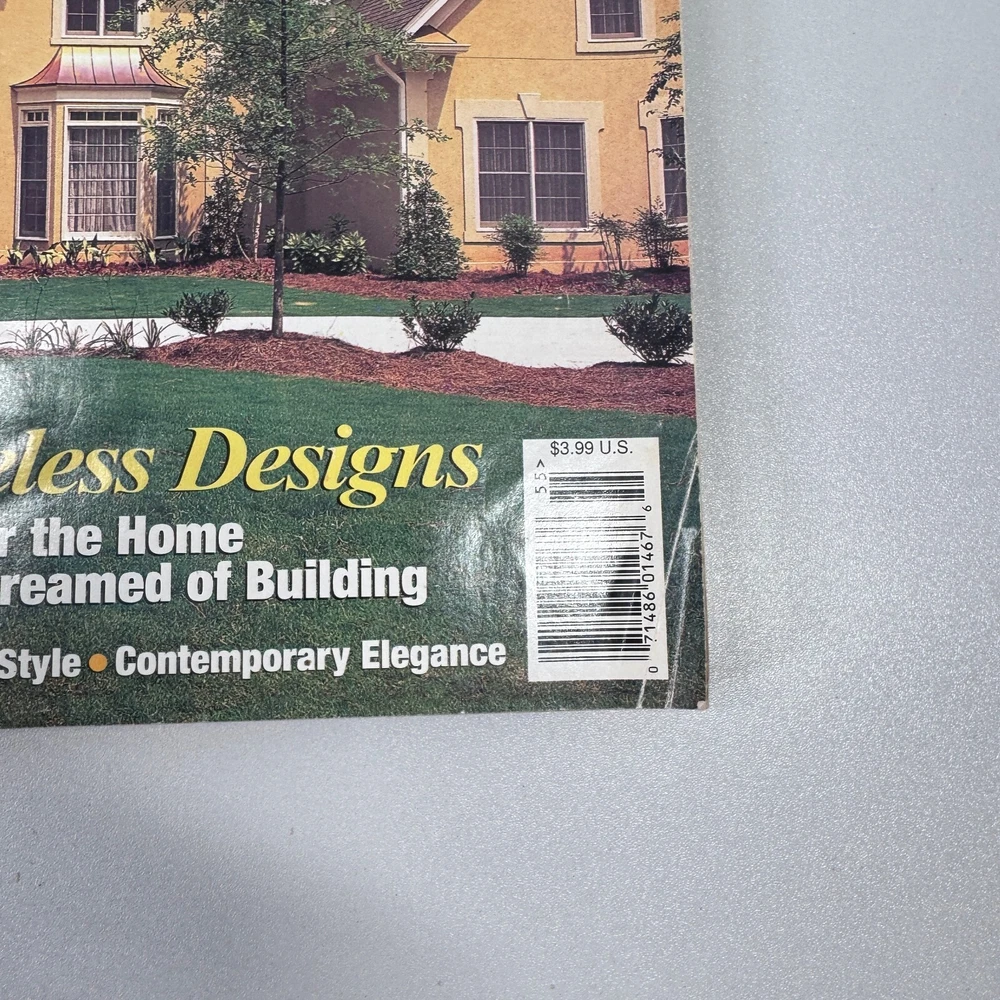 eless Designs
r the Home
reamed of Building
Style • Contemporary Elegance
$3.99 U.S.
55>
0 71486 01467 6